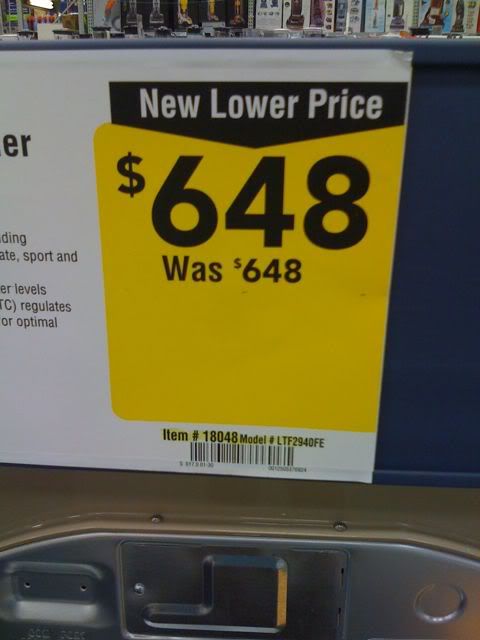 New Lower Price
er
$648
Was $648
ding
ate, sport and
er levels
TC) regulates
or optimal
Item # 18048 Model # LTF2940FE